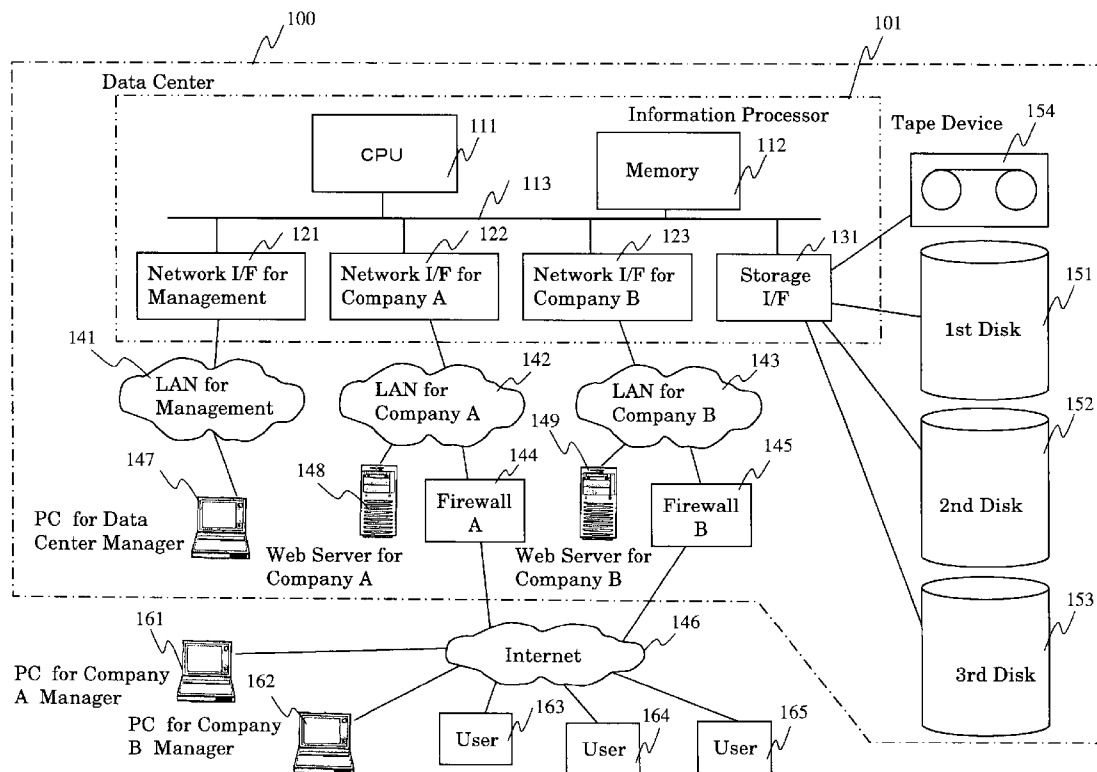 100
101
Data Center
Information Processor
Tape Device
154
111
CPU
112
Memory
113
121
122
123
131
Network I/F for
Management
Network I/F for
Company A
Network I/F for
Company B
Storage
I/F
151
1st Disk
141
LAN for
Management
142
LAN for
Company A
143
LAN for
Company B
152
2nd Disk
147
PC for Data
Center Manager
148
Web Server for
Company A
144
Firewall
A
149
Web Server for
Company B
145
Firewall
B
153
3rd Disk
161
PC for Company
A Manager
162
PC for Company
B Manager
146
Internet
163
User
164
User
165
User